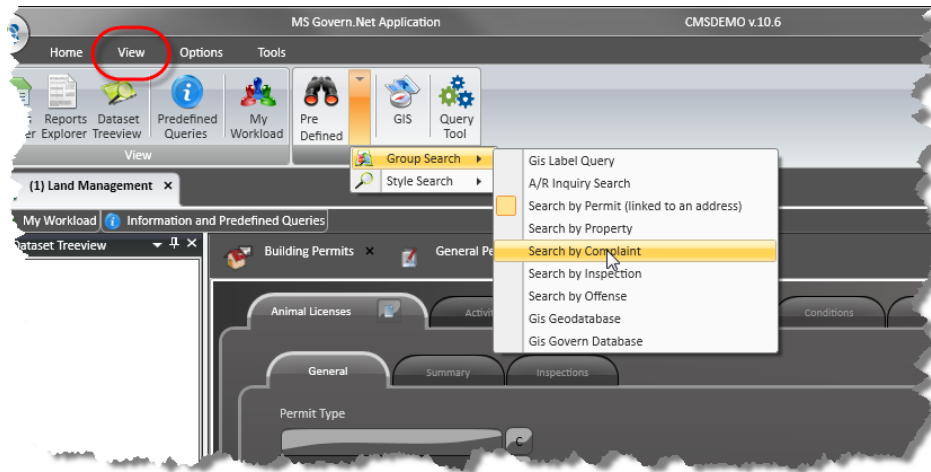 MS Govern.Net Application CMSDEMO v.10.6
Home View Options Tools
Reports Explorer
Dataset Treeview
Predefined Queries
My Workload
Pre Defined
GIS
Query Tool
View
Group Search
Style Search
Gis Label Query
A/R Inquiry Search
Search by Permit (linked to an address)
Search by Property
Search by Complaint
Search by Inspection
Search by Offense
Gis Geodatabase
Gis Govern Database
(1) Land Management
My Workload Information and Predefined Queries
Dataset Treeview
Building Permits General Pe
Animal Licenses Activi Conditions
General Summary Inspections
Permit Type
C